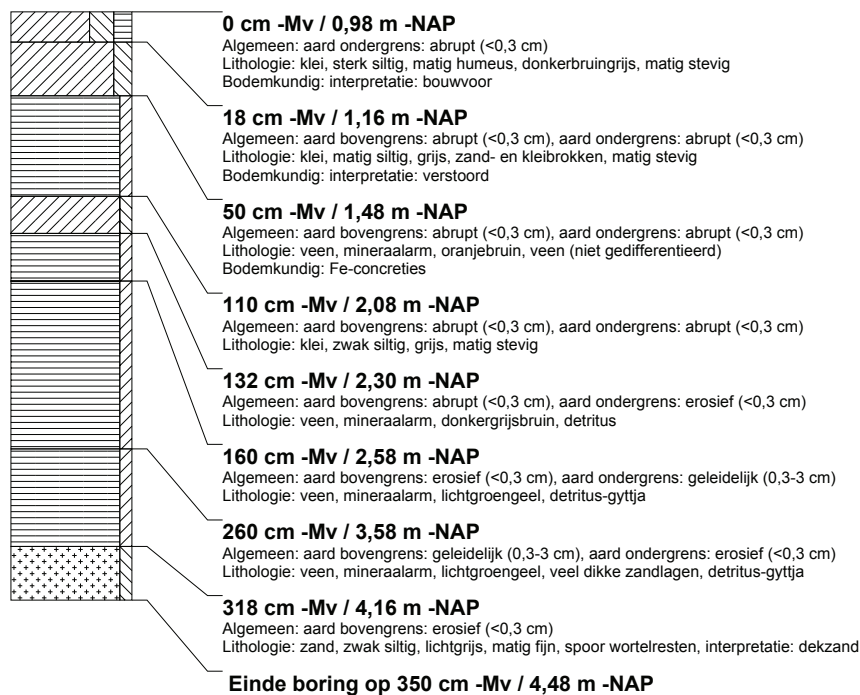 0 cm -Mv / 0,98 m -NAP
Algemeen: aard ondergrens: abrupt (<0,3 cm)
Lithologie: klei, sterk siltig, matig humeus, donkerbruingrijs, matig stevig
Bodemkundig: interpretatie: bouwvoor
18 cm -Mv / 1,16 m -NAP
Algemeen: aard bovengrens: abrupt (<0,3 cm), aard ondergrens: abrupt (<0,3 cm)
Lithologie: klei, matig siltig, grijs, zand- en kleibrokken, matig stevig
Bodemkundig: interpretatie: verstoord
50 cm -Mv / 1,48 m -NAP
Algemeen: aard bovengrens: abrupt (<0,3 cm), aard ondergrens: abrupt (<0,3 cm)
Lithologie: veen, mineraalarm, oranjebruin, veen (niet gedifferentieerd)
Bodemkundig: Fe-concreties
110 cm -Mv / 2,08 m -NAP
Algemeen: aard bovengrens: abrupt (<0,3 cm), aard ondergrens: abrupt (<0,3 cm)
Lithologie: klei, zwak siltig, grijs, matig stevig
132 cm -Mv / 2,30 m -NAP
Algemeen: aard bovengrens: abrupt (<0,3 cm), aard ondergrens: erosief (<0,3 cm)
Lithologie: veen, mineraalarm, donkergrijsbruin, detritus
160 cm -Mv / 2,58 m -NAP
Algemeen: aard bovengrens: erosief (<0,3 cm), aard ondergrens: geleidelijk (0,3-3 cm)
Lithologie: veen, mineraalarm, lichtgroengeel, detritus-gyttja
260 cm -Mv / 3,58 m -NAP
Algemeen: aard bovengrens: geleidelijk (0,3-3 cm), aard ondergrens: erosief (<0,3 cm)
Lithologie: veen, mineraalarm, lichtgroengeel, veel dikke zandlagen, detritus-gyttja
318 cm -Mv / 4,16 m -NAP
Algemeen: aard bovengrens: erosief (<0,3 cm)
Lithologie: zand, zwak siltig, lichtgrijs, matig fijn, spoor wortelresten, interpretatie: dekzand
Einde boring op 350 cm -Mv / 4,48 m -NAP